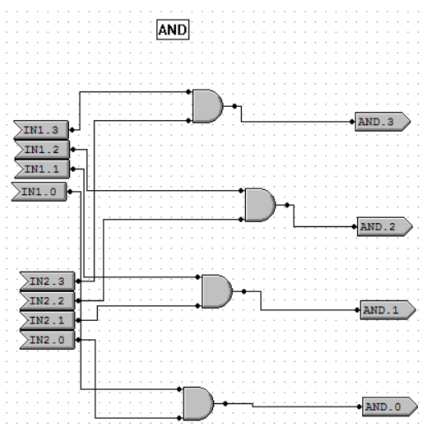 AND
IN1.3
IN1.2
IN1.1
IN1.0
IN2.3
IN2.2
IN2.1
IN2.0
AND.3
AND.2
AND.1
AND.0